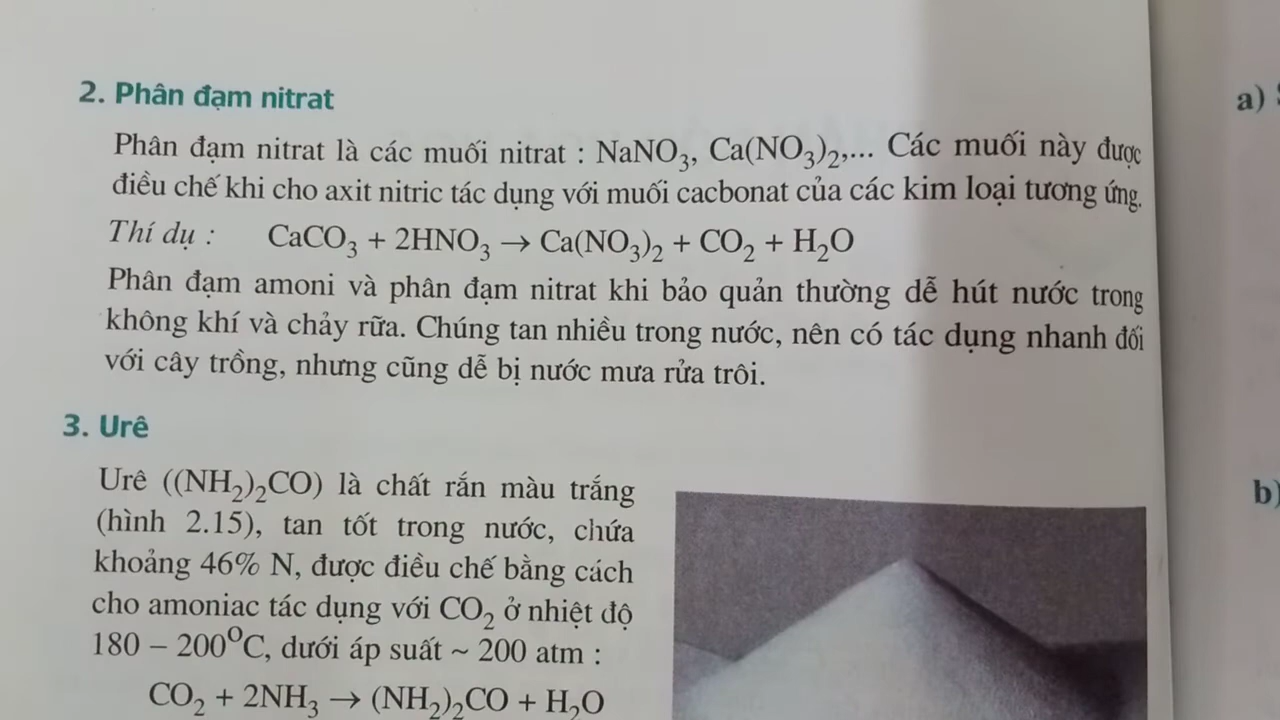 2. Phân đạm nitrat
Phân đạm nitrat là các muối nitrat : NaNO₃, Ca(NO₃)₂,... Các muối này được
điều chế khi cho axit nitric tác dụng với muối cacbonat của các kim loại tương ứng.
Thí dụ : CaCO₃ + 2HNO₃ → Ca(NO₃)₂ + CO₂ + H₂O
Phân đạm amoni và phân đạm nitrat khi bảo quản thường dễ hút nước trong
không khí và chảy rữa. Chúng tan nhiều trong nước, nên có tác dụng nhanh đối
với cây trồng, nhưng cũng dễ bị nước mưa rửa trôi.
3. Urê
Urê ((NH₂)₂CO) là chất rắn màu trắng
(hình 2.15), tan tốt trong nước, chứa
khoảng 46% N, được điều chế bằng cách
cho amoniac tác dụng với CO₂ ở nhiệt độ
180 – 200⁰C, dưới áp suất ~ 200 atm :
CO₂ + 2NH₃ → (NH₂)₂CO + H₂O
a)
b)